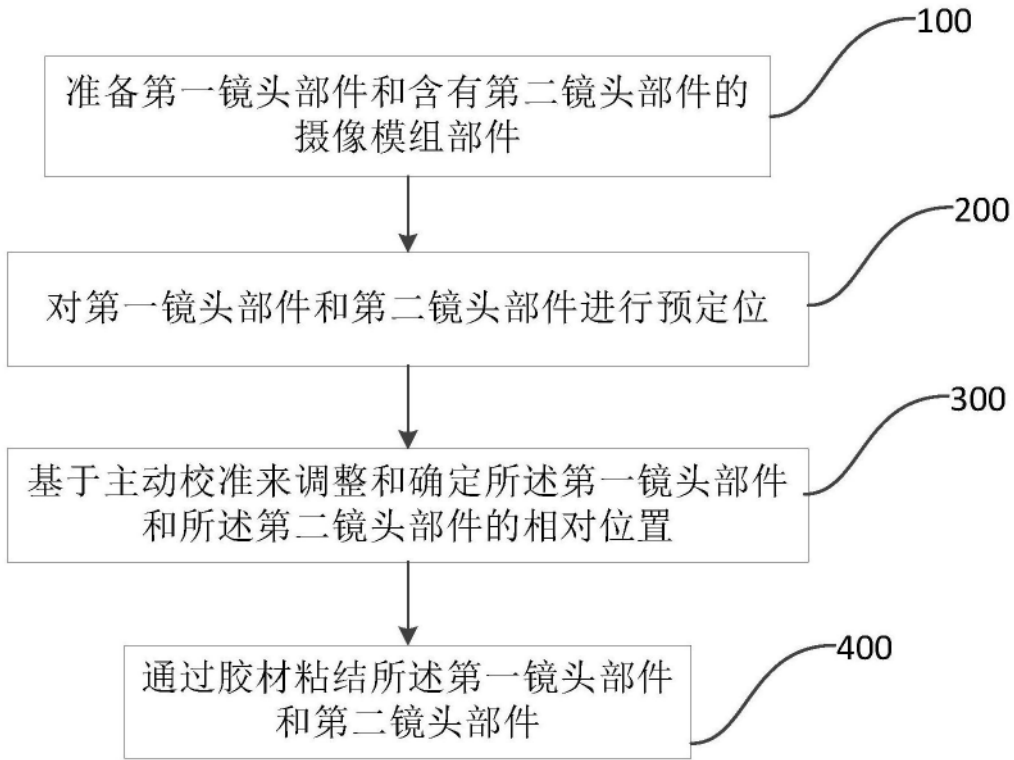 100
准备第一镜头部件和含有第二镜头部件的
摄像模组部件
200
对第一镜头部件和第二镜头部件进行预定位
300
基于主动校准来调整和确定所述第一镜头部件
和所述第二镜头部件的相对位置
400
通过胶材粘结所述第一镜头部件
和第二镜头部件